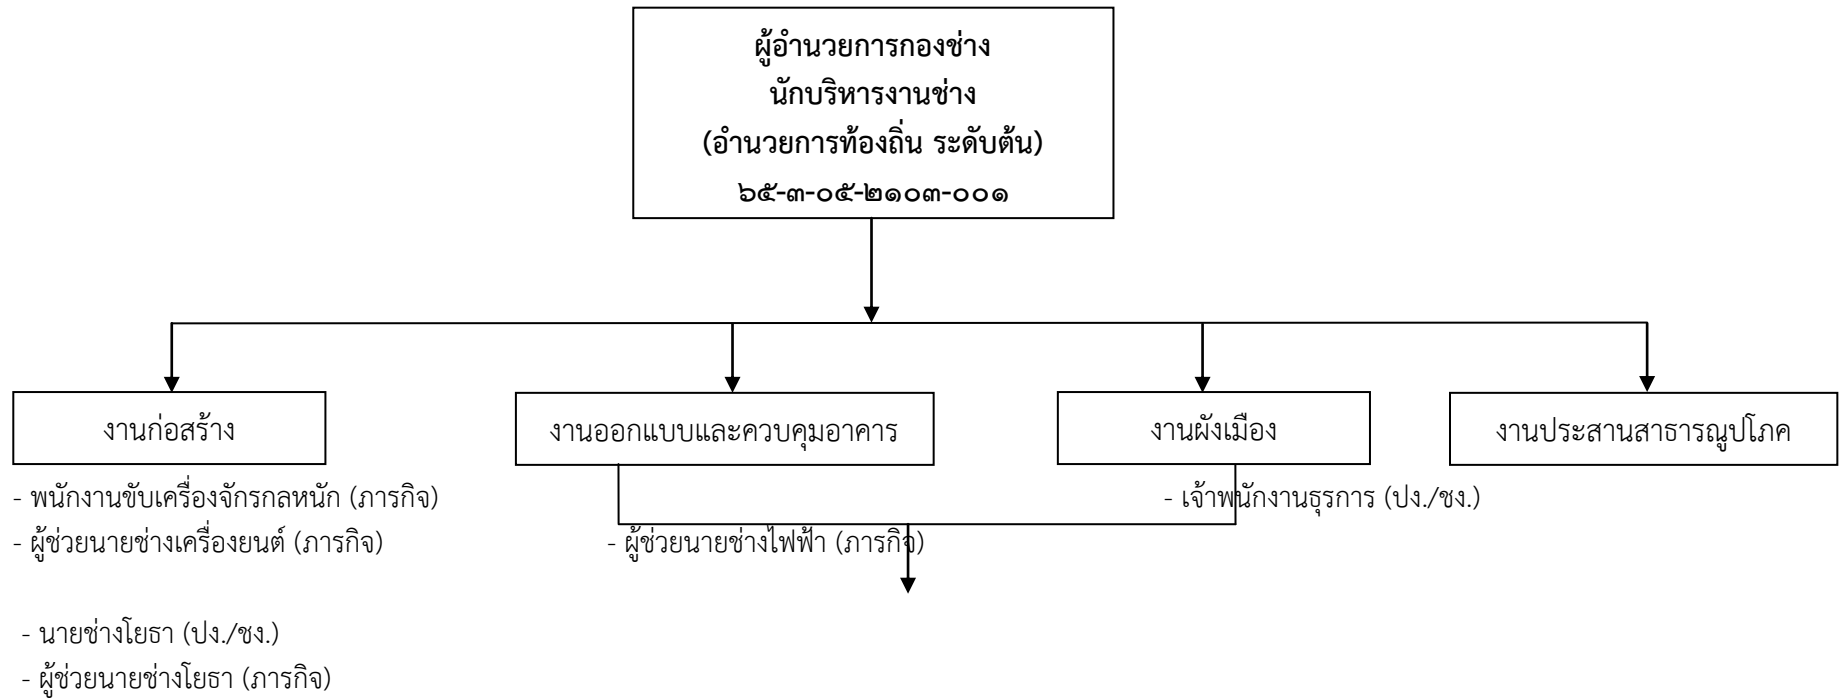 ผู้อำนวยการกองช่าง
นักบริหารงานช่าง
(อำนวยการท้องถิ่น ระดับต้น)
๖๕-๓-๐๕-๒๑๐๓-๐๐๑
งานก่อสร้าง
งานออกแบบและควบคุมอาคาร
งานผังเมือง
งานประสานสาธารณูปโภค
- พนักงานขับเครื่องจักรกลหนัก (ภารกิจ)
- เจ้าพนักงานธุรการ (ปง./ชง.)
- ผู้ช่วยนายช่างเครื่องยนต์ (ภารกิจ)
- ผู้ช่วยนายช่างไฟฟ้า (ภารกิจ)
- นายช่างโยธา (ปง./ชง.)
- ผู้ช่วยนายช่างโยธา (ภารกิจ)